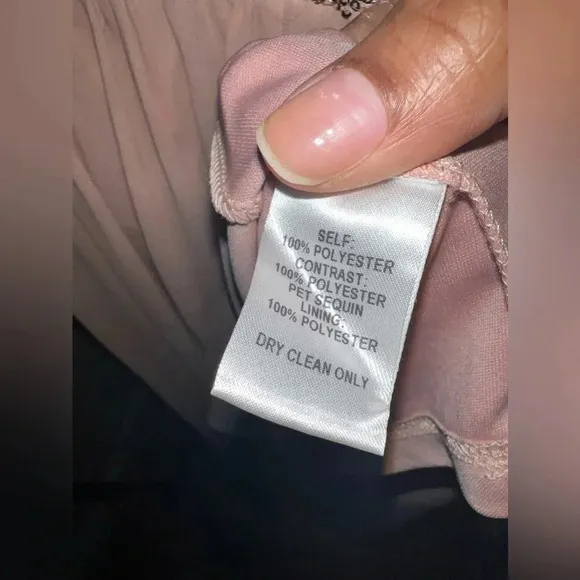 SELF:
100% POLYESTER
CONTRAST:
100% POLYESTER
PET SEQUIN
LINING:
100% POLYESTER
DRY CLEAN ONLY